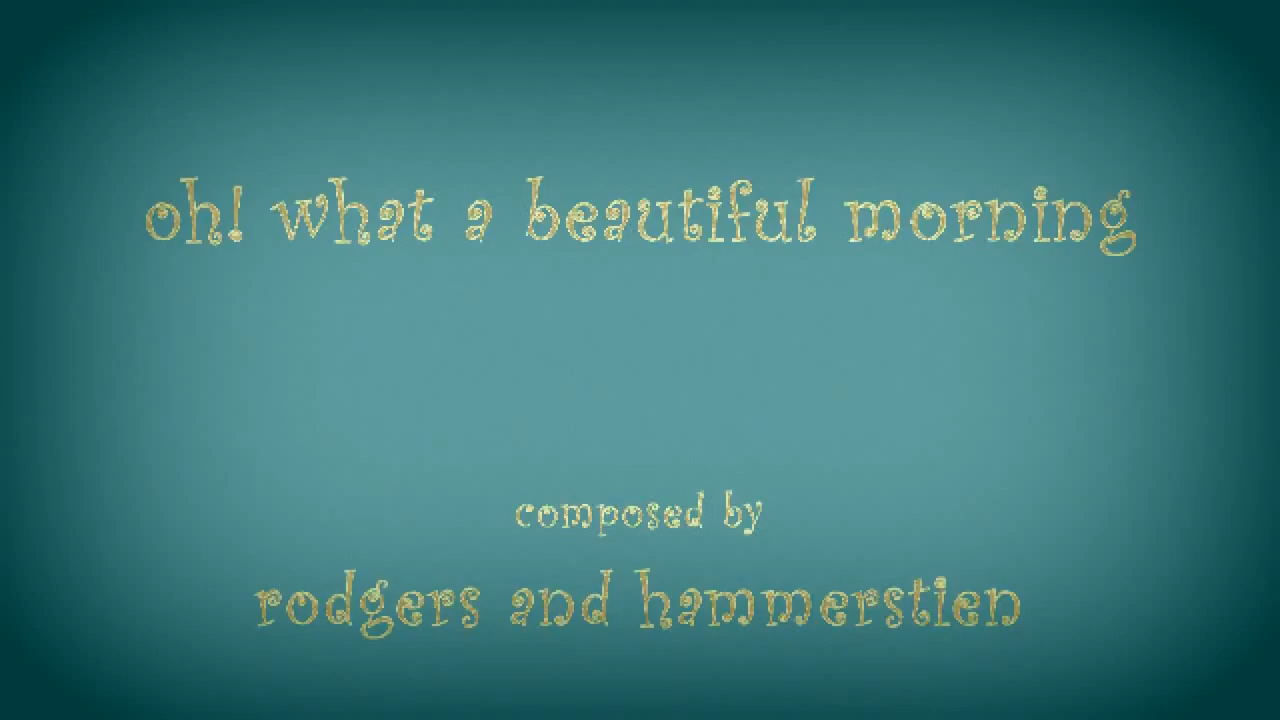 oh! what a beautiful morning
composed by
rodgers and hammerstien